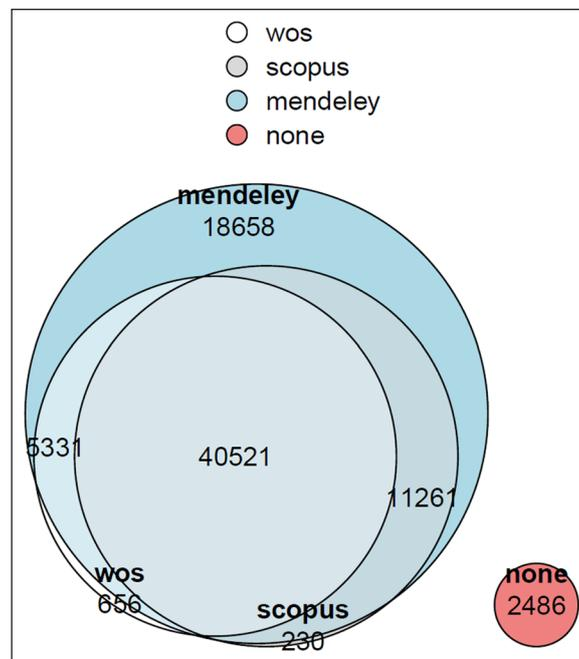 wos
scopus
mendeley
none
mendeley
18658
5331
40521
11261
wos
656
scopus
230
none
2486